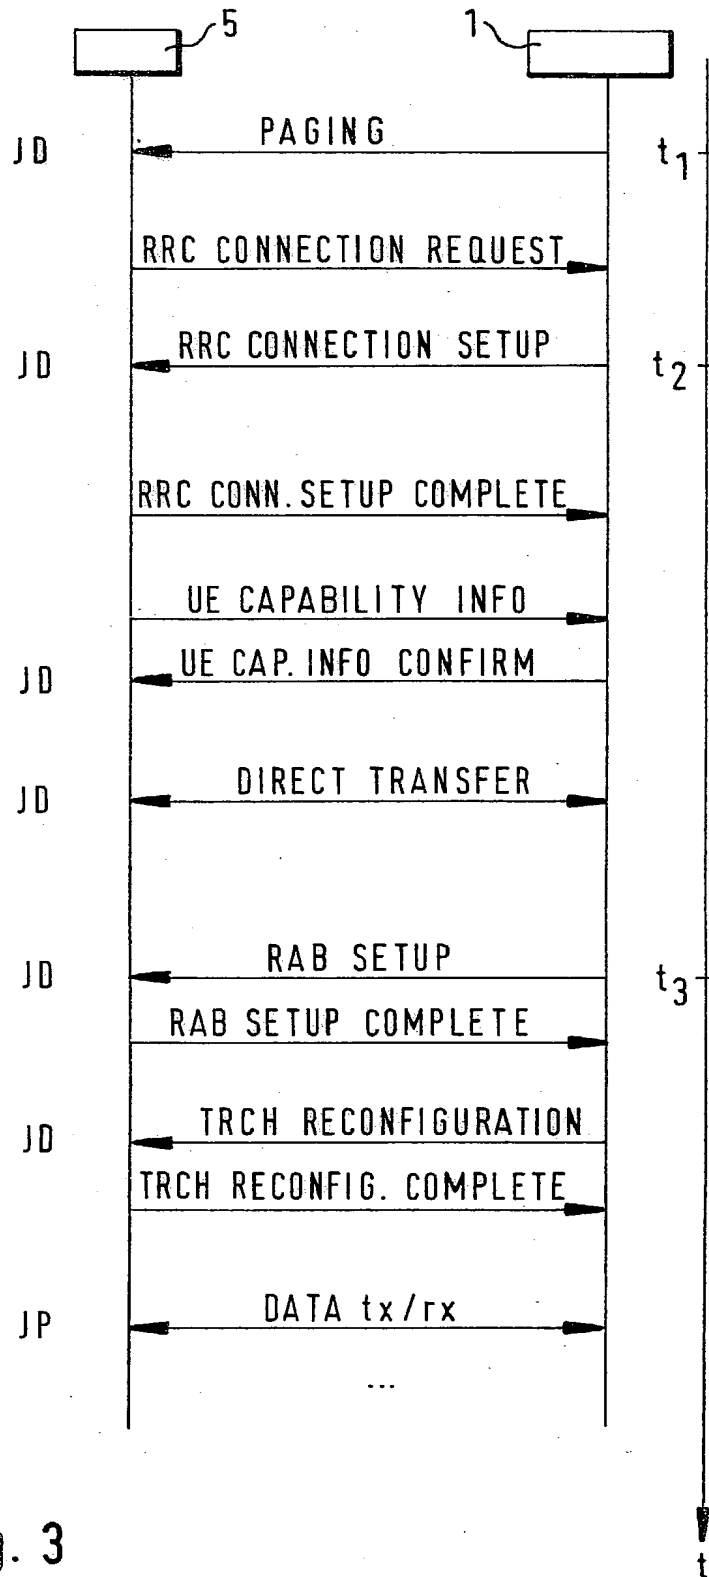 5 1
JD PAGING t1
RRC CONNECTION REQUEST
JD RRC CONNECTION SETUP t2
RRC CONN. SETUP COMPLETE
UE CAPABILITY INFO
JD UE CAP. INFO CONFIRM
JD DIRECT TRANSFER
JD RAB SETUP t3
RAB SETUP COMPLETE
JD TRCH RECONFIGURATION
TRCH RECONFIG. COMPLETE
JP DATA tx/rx
...
. 3
t